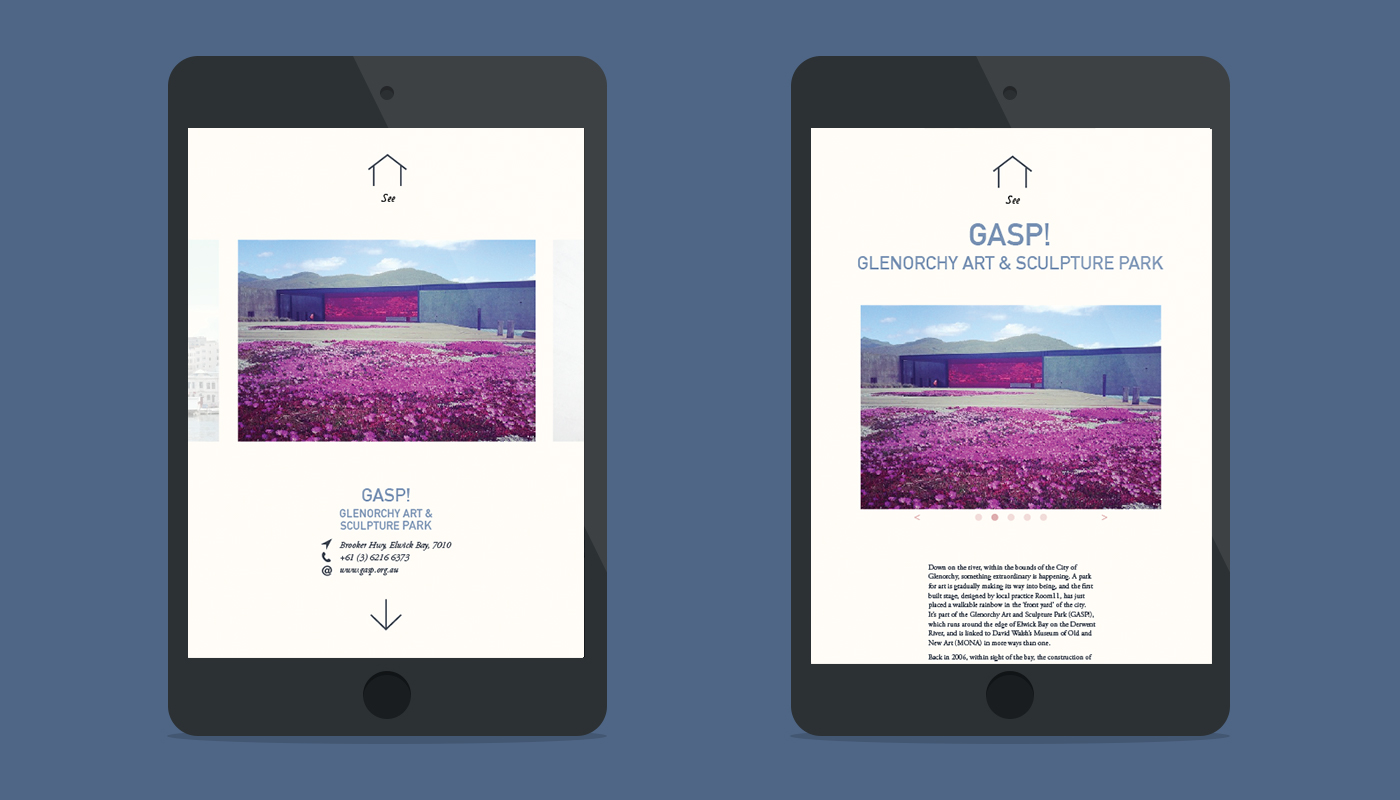 See
GASP!
GLENORCHY ART &
SCULPTURE PARK
Brooker Hwy, Elwick Bay, 7010
+61 (3) 6216 6373
www.gasp.org.au
See
GASP!
GLENORCHY ART & SCULPTURE PARK
< >
Down on the river, within the bounds of the City of
Glenorchy, something extraordinary is happening. A park
for art is gradually making its way into being, and the first
built stage, designed by local practice Room11, has just
placed a walkable rainbow in the 'front yard' of the city.
It's part of the Glenorchy Art and Sculpture Park (GASP!),
which runs around the edge of Elwick Bay on the Derwent
River, and is linked to David Walsh's Museum of Old and
New Art (MONA) in more ways than one.
Back in 2006, within sight of the bay, the construction of